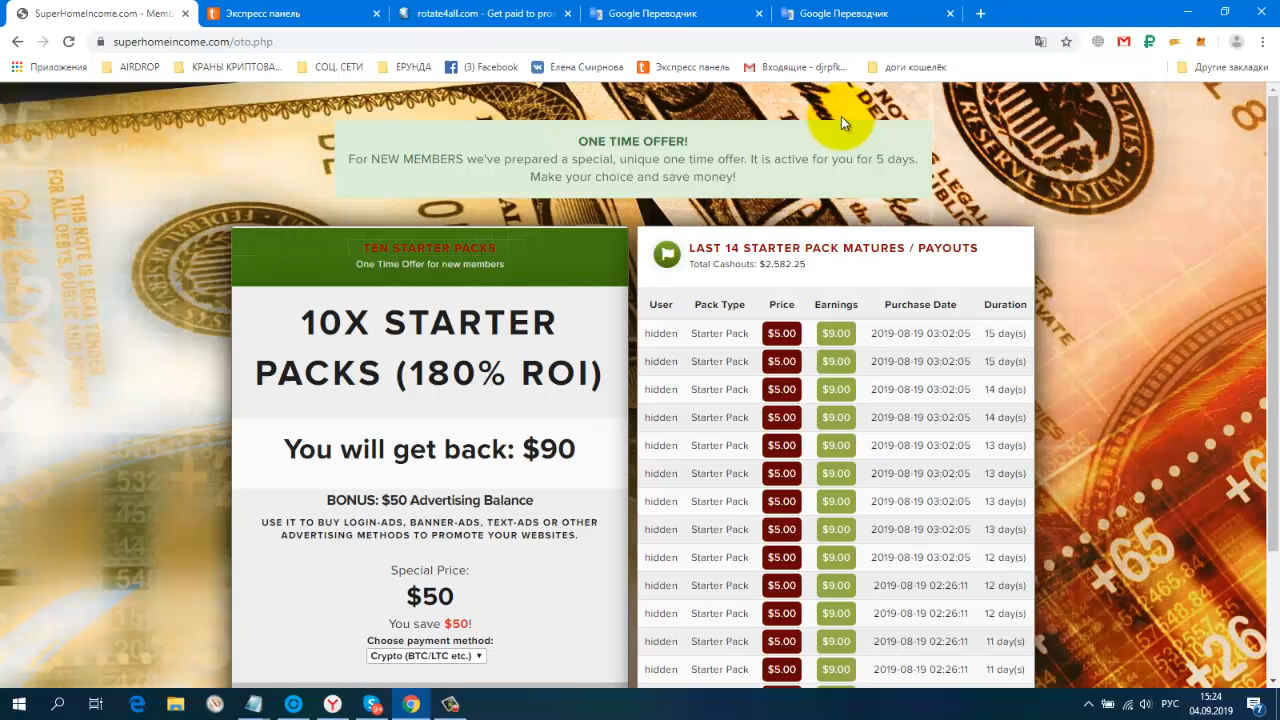 SuperHomeIncome.com - Memb
Экспресс панель
rotate4all.com - Get paid to pro
Google Переводчик
Google Переводчик
superhomeincome.com/oto.php
Приложения
AIRDROP
КРАНЫ КРИПТОВА...
СОЦ. СЕТИ
ЕРУНДА
(3) Facebook
Елена Смирнова
Экспресс панель
Входящие - djrpfk...
доги кошелёк
Другие закладки
ONE TIME OFFER!
For NEW MEMBERS we've prepared a special, unique one time offer. It is active for you for 5 days.
Make your choice and save money!
TEN STARTER PACKS
One Time Offer for new members
10X STARTER
PACKS (180% ROI)
You will get back: $90
BONUS: $50 Advertising Balance
USE IT TO BUY LOGIN-ADS, BANNER-ADS, TEXT-ADS OR OTHER
ADVERTISING METHODS TO PROMOTE YOUR WEBSITES.
Special Price:
$50
You save $50!
Choose payment method:
Crypto (BTC/LTC etc.)
LAST 14 STARTER PACK MATURES / PAYOUTS
Total Cashouts: $2,582.25
User Pack Type Price Earnings Purchase Date Duration
hidden Starter Pack $5.00 $9.00 2019-08-19 03:02:05 15 day(s)
hidden Starter Pack $5.00 $9.00 2019-08-19 03:02:05 15 day(s)
hidden Starter Pack $5.00 $9.00 2019-08-19 03:02:05 14 day(s)
hidden Starter Pack $5.00 $9.00 2019-08-19 03:02:05 14 day(s)
hidden Starter Pack $5.00 $9.00 2019-08-19 03:02:05 13 day(s)
hidden Starter Pack $5.00 $9.00 2019-08-19 03:02:05 13 day(s)
hidden Starter Pack $5.00 $9.00 2019-08-19 03:02:05 13 day(s)
hidden Starter Pack $5.00 $9.00 2019-08-19 03:02:05 13 day(s)
hidden Starter Pack $5.00 $9.00 2019-08-19 03:02:05 12 day(s)
hidden Starter Pack $5.00 $9.00 2019-08-19 02:26:11 12 day(s)
hidden Starter Pack $5.00 $9.00 2019-08-19 02:26:11 12 day(s)
hidden Starter Pack $5.00 $9.00 2019-08-19 02:26:11 11 day(s)
hidden Starter Pack $5.00 $9.00 2019-08-19 02:26:11 11 day(s)
FEDERAL RESERVE SYSTEM
THIS NOTE IS LEGAL TENDER
FOR ALL DEBTS, PUBLIC
+65
+26
РУС
15:24
04.09.2019